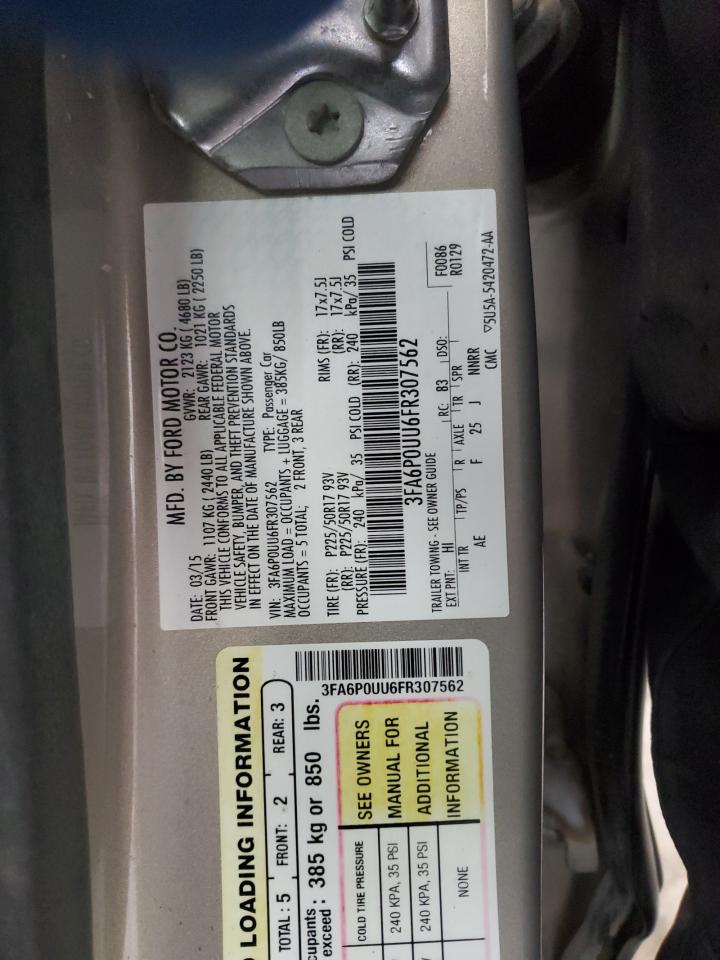 MFD. BY FORD MOTOR CO.
DATE: 03/15 GVWR: 2123 KG ( 4680 LB)
FRONT GAWR: 1107 KG ( 2440 LB) REAR GAWR: 1021 KG ( 2250 LB)
THIS VEHICLE CONFORMS TO ALL APPLICABLE FEDERAL MOTOR
VEHICLE SAFETY, BUMPER, AND THEFT PREVENTION STANDARDS
IN EFFECT ON THE DATE OF MANUFACTURE SHOWN ABOVE.
VIN: 3FA6P0UU6FR307562 TYPE: Passenger Car
MAXIMUM LOAD = OCCUPANTS + LUGGAGE = 385KG/ 850LB
OCCUPANTS = 5 TOTAL; 2 FRONT, 3 REAR
TIRE (FR): P225/50R17 93V RIMS (FR): 17x7.5J
(RR): P225/50R17 93V (RR): 17x7.5J
PRESSURE (FR): 240 kPa/ 35 PSI COLD (RR): 240 kPa/ 35 PSI COLD
3FA6P0UU6FR307562
TRAILER TOWING - SEE OWNER GUIDE F0086
EXT PNT: HI RC: B3 DSO: R0129
INT TR TP/PS R AXLE TR SPR
AE F 25 J NNRR
CMC ▽5U5A-5420472-AA
LOADING INFORMATION
TOTAL : 5 FRONT: 2 REAR: 3
exceed : 385 kg or 850 lbs.
3FA6P0UU6FR307562
COLD TIRE PRESSURE
240 KPA, 35 PSI
240 KPA, 35 PSI
NONE
SEE OWNERS
MANUAL FOR
ADDITIONAL
INFORMATION